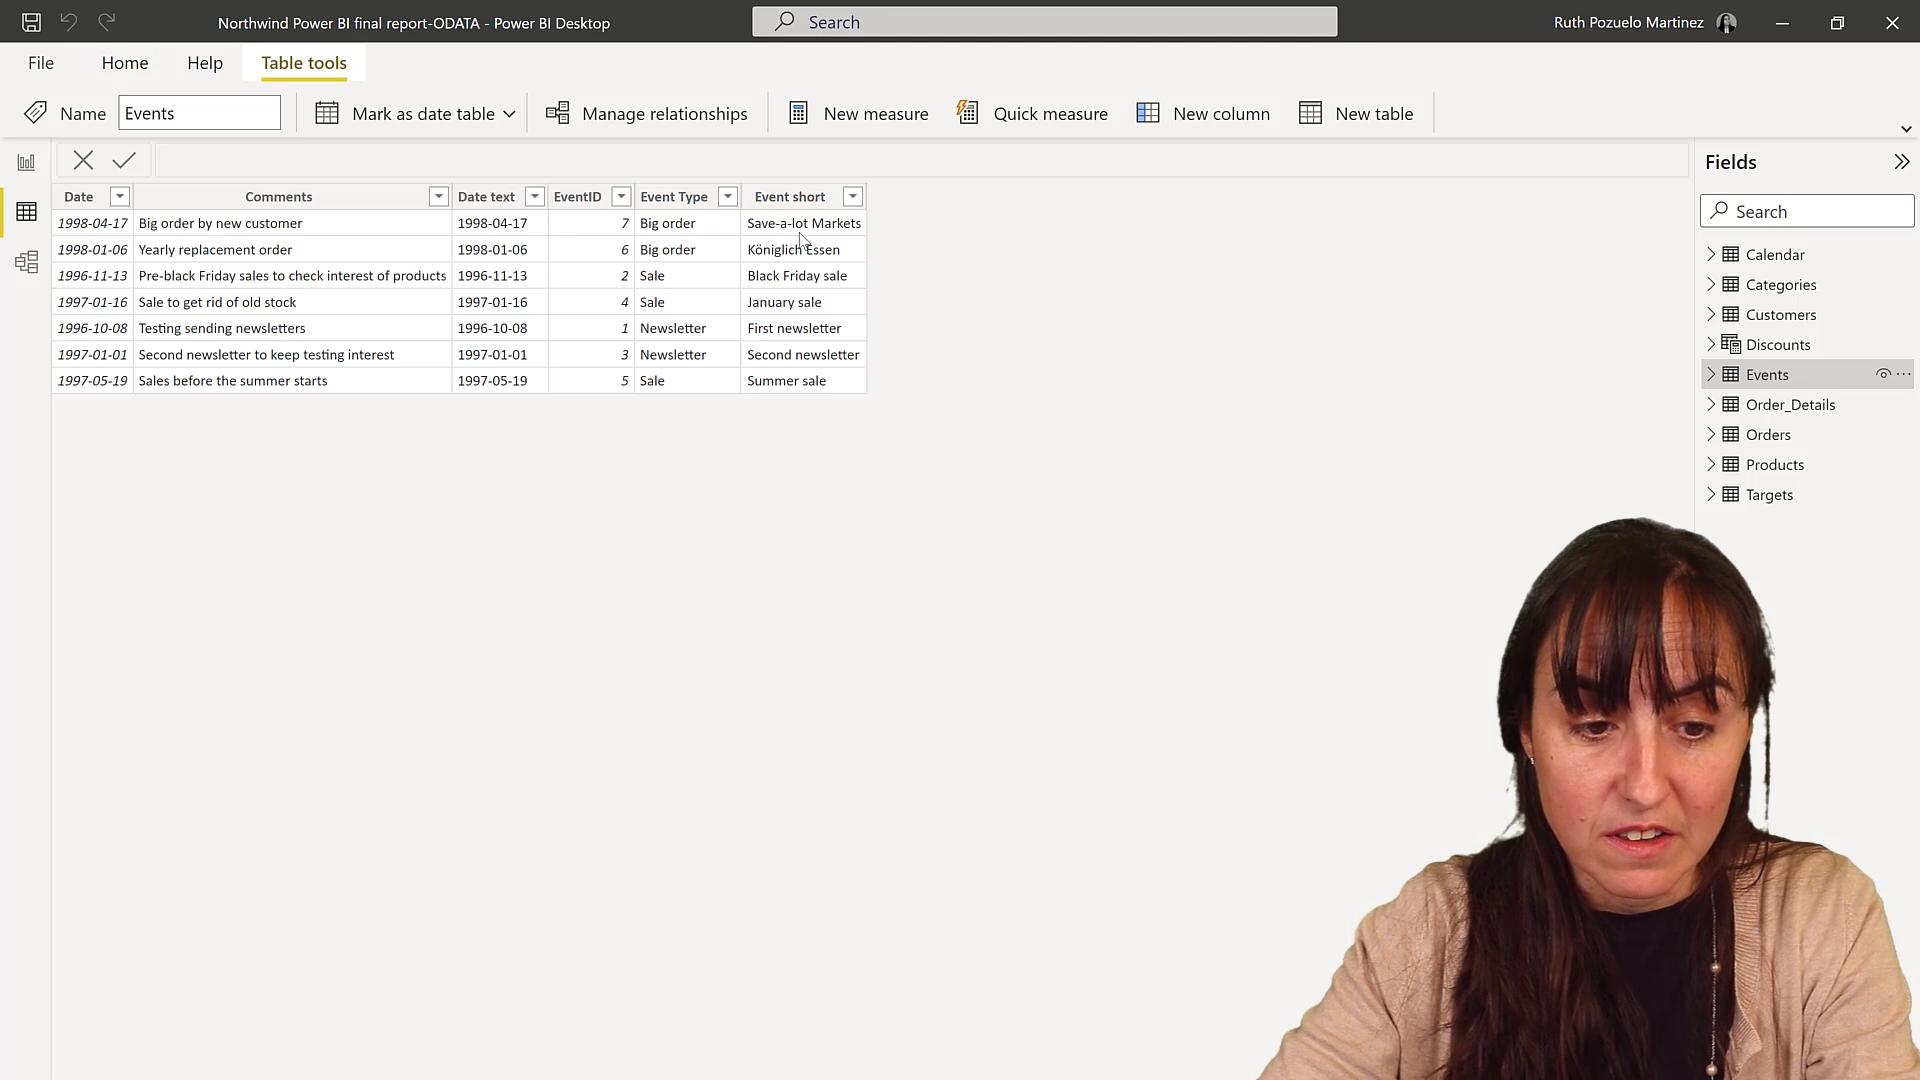 Northwind Power BI final report-ODATA - Power BI Desktop
Search
Ruth Pozuelo Martinez
File Home Help Table tools
Name Events Mark as date table Manage relationships New measure Quick measure New column New table
Fields
Search
Date Comments Date text EventID Event Type Event short
1998-04-17 Big order by new customer 1998-04-17 7 Big order Save-a-lot Markets
1998-01-06 Yearly replacement order 1998-01-06 6 Big order Königlich Essen
1996-11-13 Pre-black Friday sales to check interest of products 1996-11-13 2 Sale Black Friday sale
1997-01-16 Sale to get rid of old stock 1997-01-16 4 Sale January sale
1996-10-08 Testing sending newsletters 1996-10-08 1 Newsletter First newsletter
1997-01-01 Second newsletter to keep testing interest 1997-01-01 3 Newsletter Second newsletter
1997-05-19 Sales before the summer starts 1997-05-19 5 Sale Summer sale
Calendar
Categories
Customers
Discounts
Events
Order_Details
Orders
Products
Targets